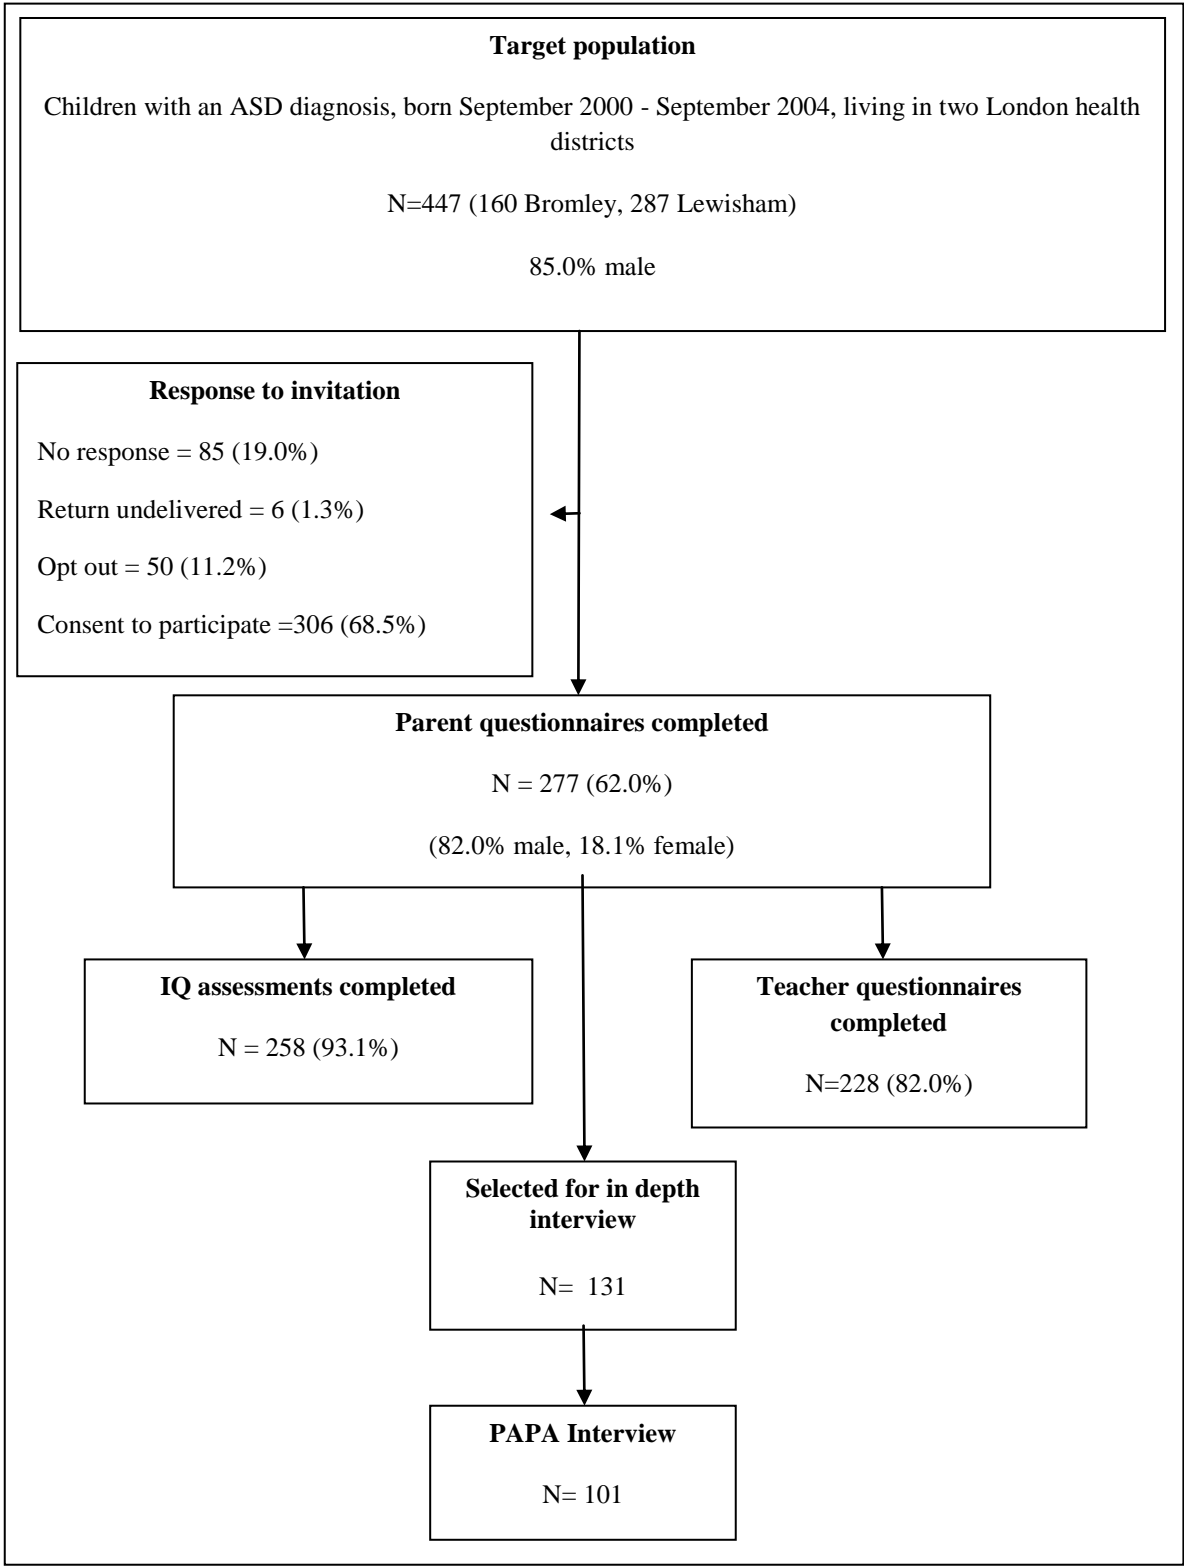 Target population
Children with an ASD diagnosis, born September 2000 - September 2004, living in two London health
districts
N=447 (160 Bromley, 287 Lewisham)
85.0% male
Response to invitation
No response = 85 (19.0%)
Return undelivered = 6 (1.3%)
Opt out = 50 (11.2%)
Consent to participate =306 (68.5%)
Parent questionnaires completed
N = 277 (62.0%)
(82.0% male, 18.1% female)
IQ assessments completed
N = 258 (93.1%)
Teacher questionnaires
completed
N=228 (82.0%)
Selected for in depth
interview
N= 131
PAPA Interview
N= 101